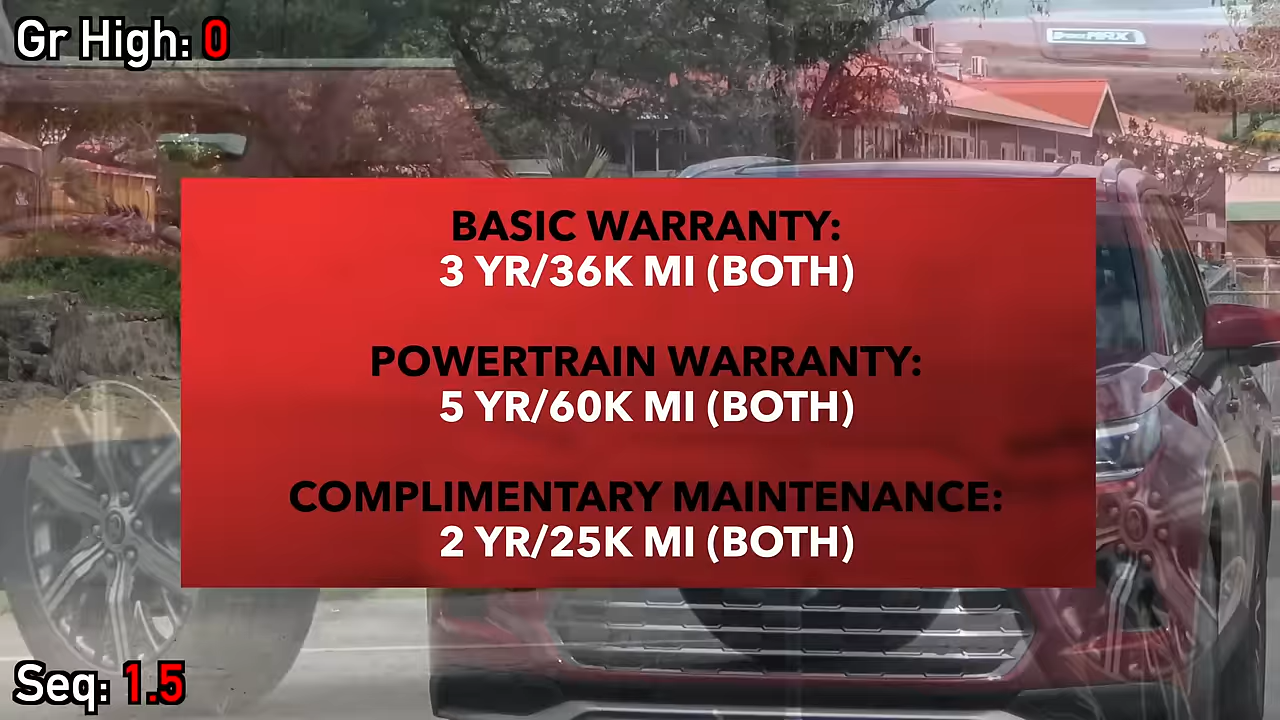 Gr High: 0
BASIC WARRANTY:
3 YR/36K MI (BOTH)
POWERTRAIN WARRANTY:
5 YR/60K MI (BOTH)
COMPLIMENTARY MAINTENANCE:
2 YR/25K MI (BOTH)
Seq: 1.5